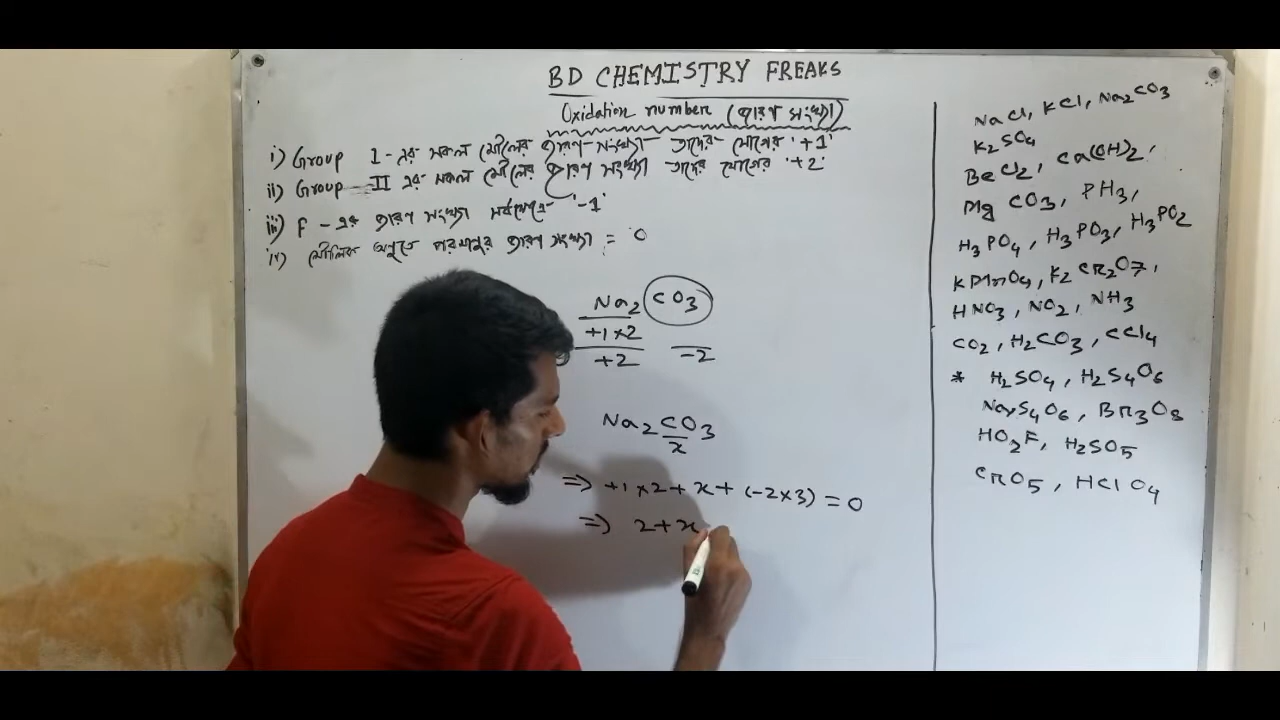 BD CHEMISTRY FREAKS
Oxidation number (জারণ সংখ্যা)
i) Group I-এর সকল মৌলের জারণ সংখ্যা তাদের যৌগের '+1'
ii) Group II এর সকল মৌলের জারণ সংখ্যা তাদের যৌগের '+2'
iii) F-এর জারণ সংখ্যা সর্বক্ষেত্রে '-1'
iv) মৌলিক অনুতে পরমানুর জারণ সংখ্যা = 0
Na2 CO3
+1×2
+2 -2
Na2CO3
x
⇒ +1×2+x+(-2×3)=0
⇒ 2+x
NaCl, KCl, Na2CO3
K2SO4
BeCl2, Ca(OH)2,
MgCO3, PH3,
H3PO4, H3PO3, H3PO2
KMnO4, K2Cr2O7,
HNO3, NO2, NH3
CO2, H2CO3, CCl4
* H2SO4, H2S4O6
S4O6, Br3O8
HO2F, H2SO5
CrO5, HClO4